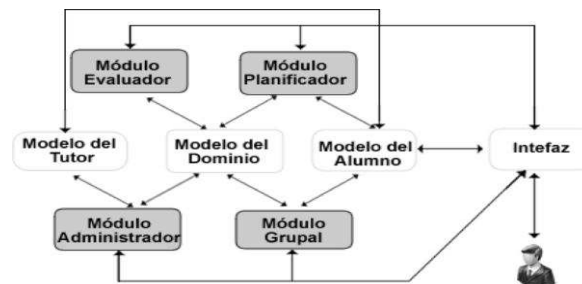 Módulo
Evaluador
Módulo
Planificador
Modelo del
Tutor
Modelo del
Dominio
Modelo del
Alumno
Intefaz
Módulo
Administrador
Módulo
Grupal